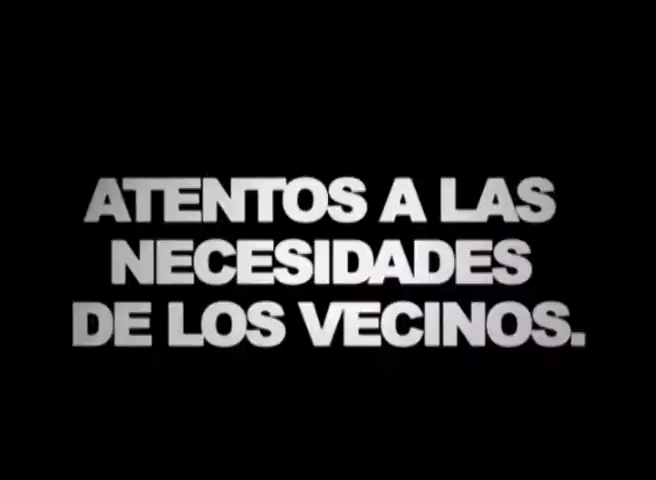 ATENTOS A LAS
NECESIDADES
DE LOS VECINOS.